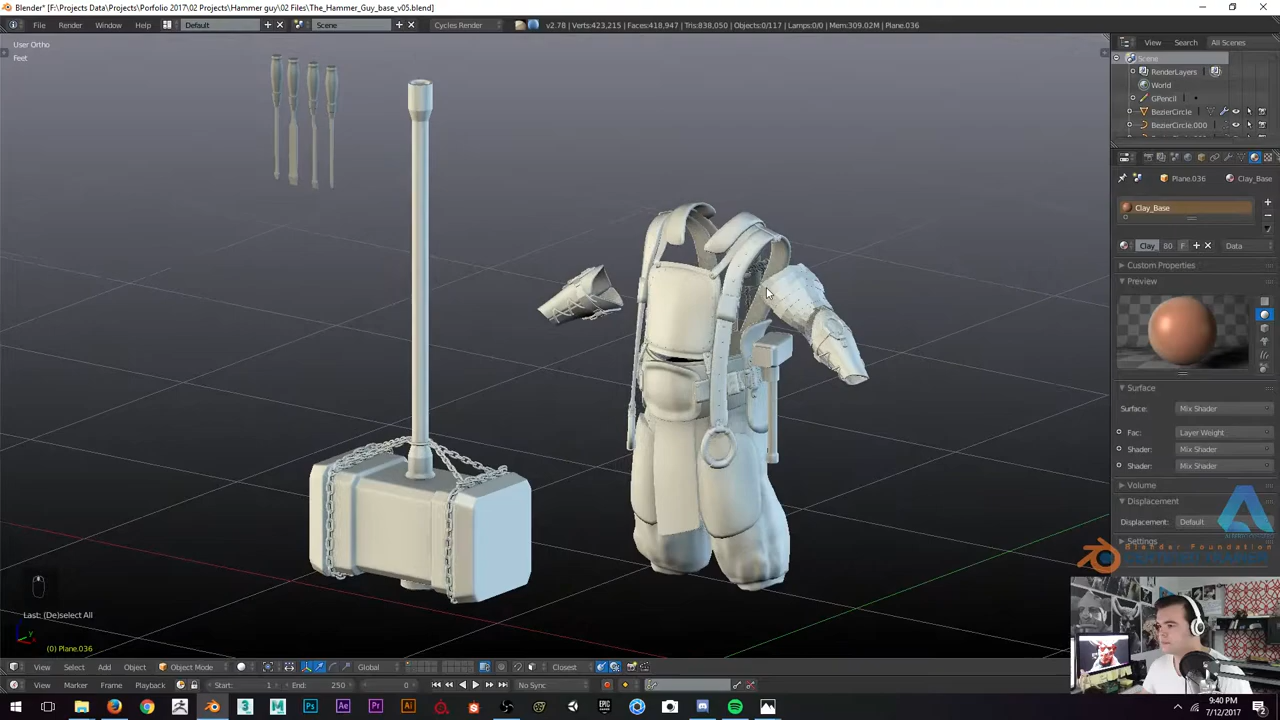 Blender* [F:\Projects Data\Projects\Porfolio 2017\02 Projects\Hammer guy\02 Files\The_Hammer_Guy_base_v05.blend]
File Render Window Help Default Scene Cycles Render v2.78 | Verts:423,215 | Faces:418,947 | Tris:838,050 | Objects:0/117 | Lamps:0/0 | Mem:309.02M | Plane.036
View Search All Scenes
User Ortho
Feet
Scene
RenderLayers
World
GPencil
BezierCircle
BezierCircle.000
Plane.036 Clay_Base
Clay_Base
Clay 80 F Data
Custom Properties
Preview
Surface
Surface: Mix Shader
Fac: Layer Weight
Shader: Mix Shader
Shader: Mix Shader
Volume
Displacement
Displacement: Default
Settings
Blender Foundation
Last: (De)select All
(0) Plane.036
View Select Add Object Object Mode Global Closest
View Marker Frame Playback Start: 1 End: 250 0 No Sync
9:40 PM
7/12/2017